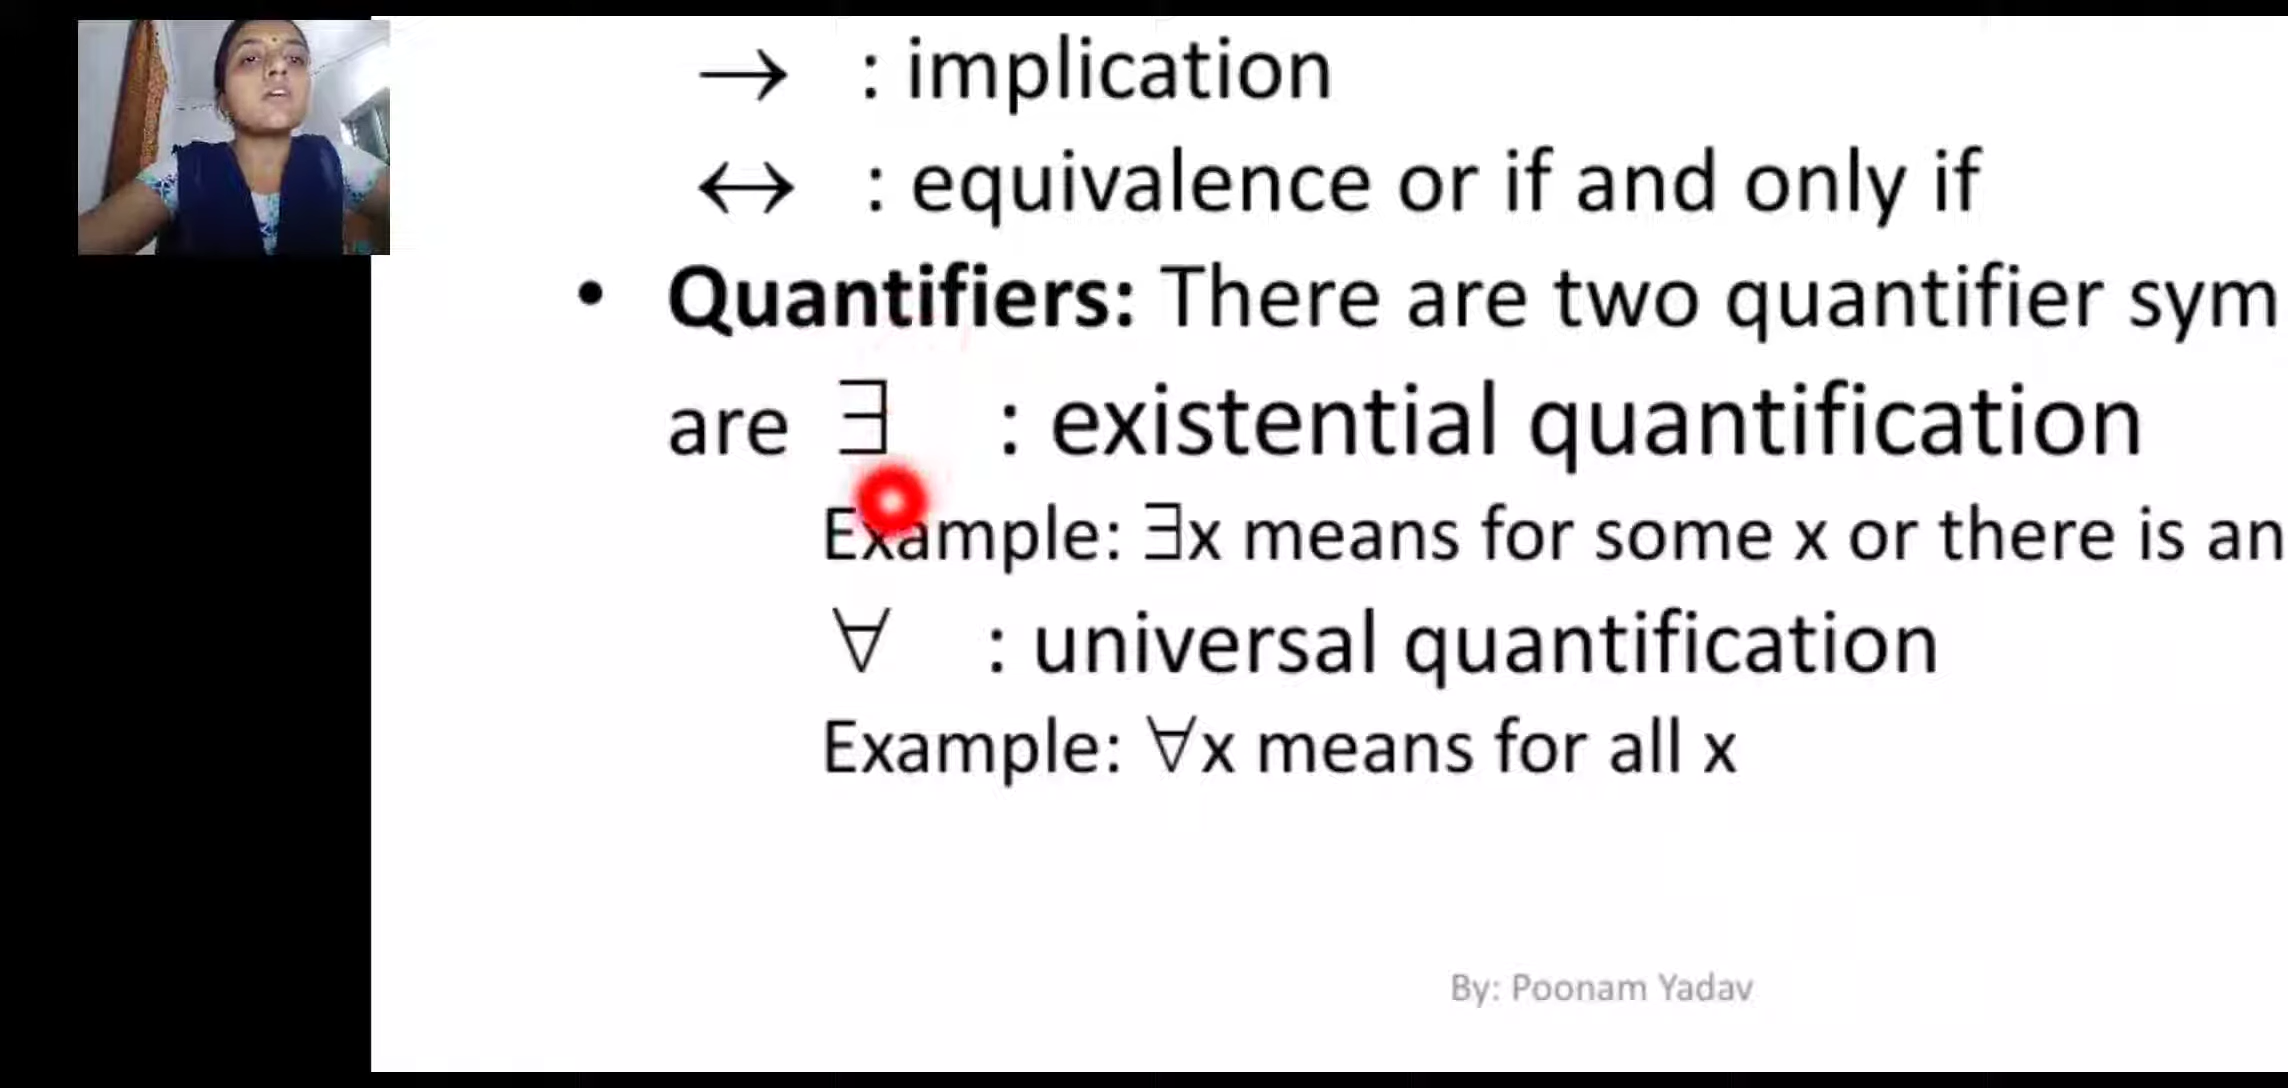 → : implication
↔ : equivalence or if and only if
• Quantifiers: There are two quantifier sym
are ∃ : existential quantification
Example: ∃x means for some x or there is an
∀ : universal quantification
Example: ∀x means for all x
By: Poonam Yadav